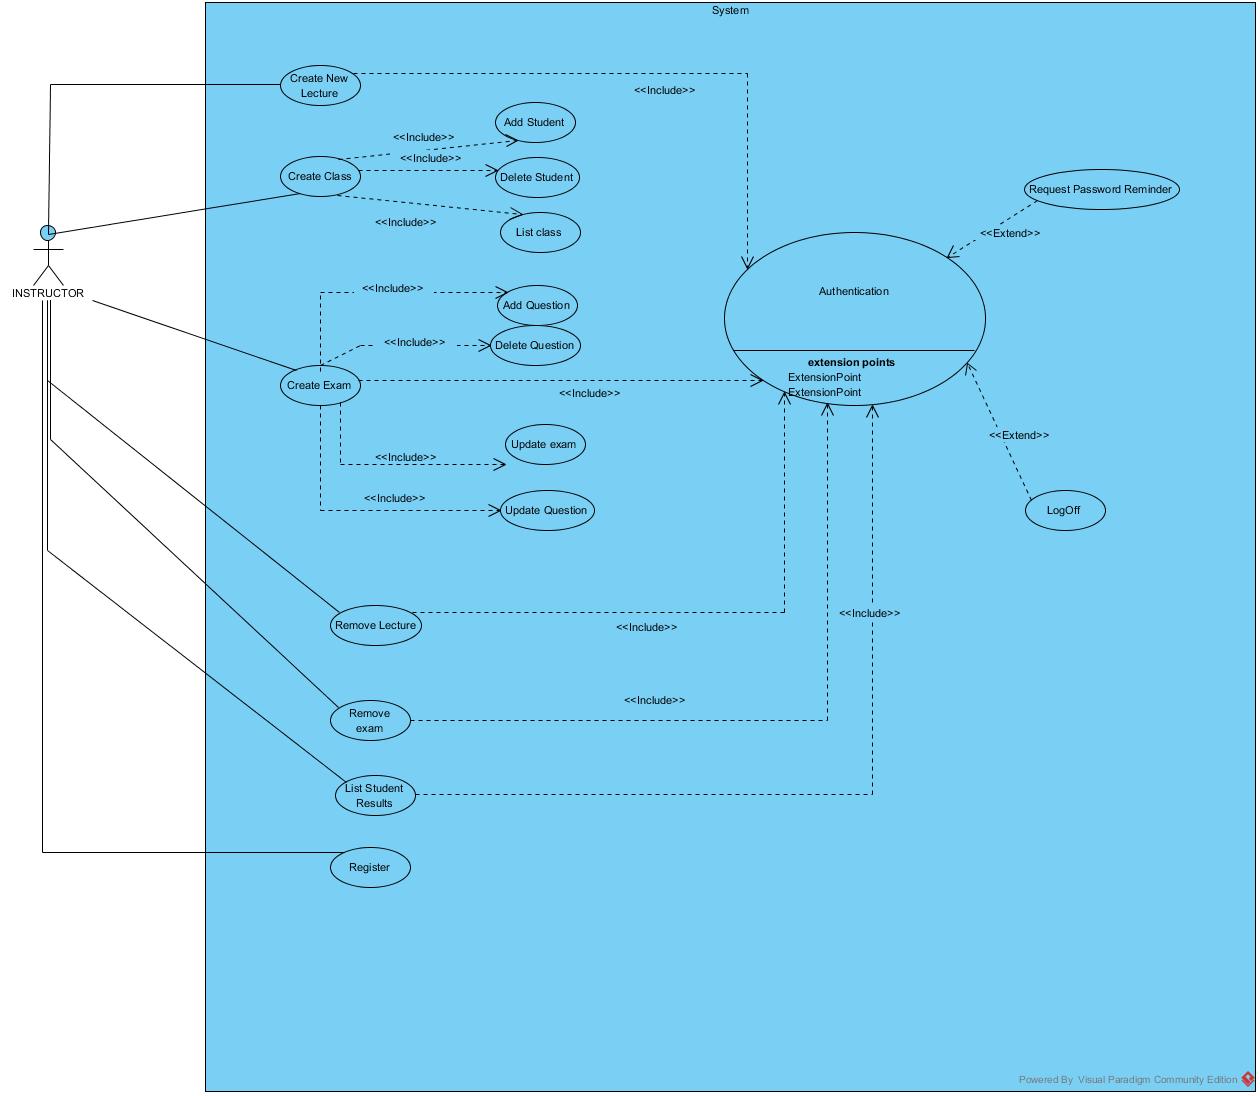 System
Create New
Lecture
<<Include>>
Add Student
<<Include>>
<<Include>>
Create Class
Delete Student
Request Password Reminder
<<Include>>
List class
<<Extend>>
INSTRUCTOR
<<Include>>
Add Question
Authentication
<<Include>>
Delete Question
extension points
ExtensionPoint
ExtensionPoint
Create Exam
<<Include>>
Update exam
<<Extend>>
<<Include>>
<<Include>>
Update Question
LogOff
<<Include>>
Remove Lecture
<<Include>>
<<Include>>
Remove
exam
List Student
Results
Register
Powered By Visual Paradigm Community Edition